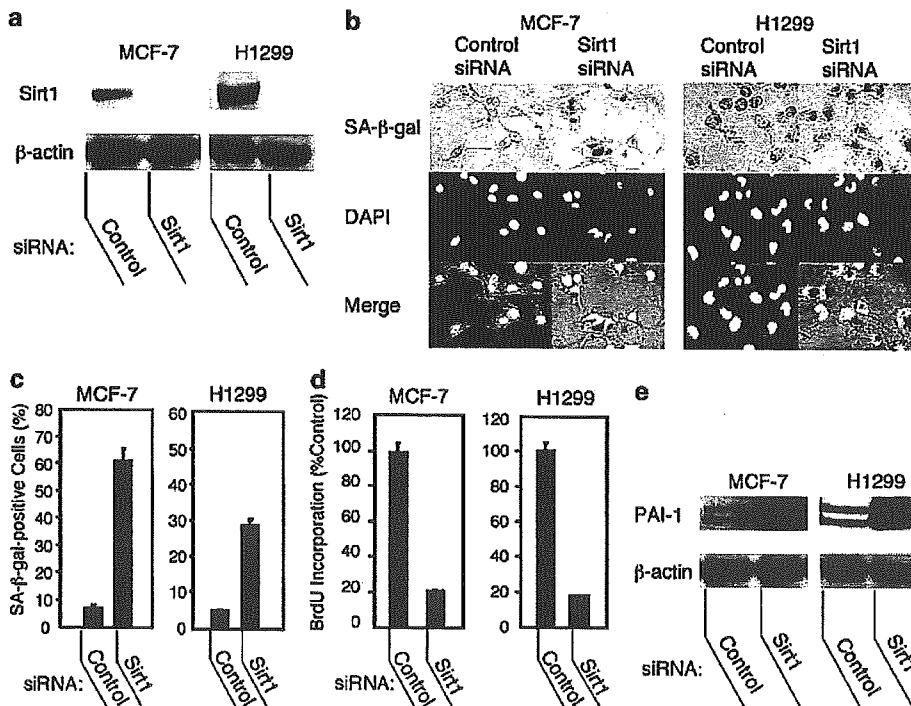 a
MCF-7 H1299
Sirt1
β-actin
siRNA: Control Sirt1 Control Sirt1
b
MCF-7 H1299
Control siRNA Sirt1 siRNA Control siRNA Sirt1 siRNA
SA-β-gal
DAPI
Merge
c
MCF-7 H1299
SA-β-gal-positive Cells (%)
80 70 60 50 40 30 20 10 0
60 50 40 30 20 10 0
siRNA: Control Sirt1 Control Sirt1
d
MCF-7 H1299
BrdU Incorporation (%Control)
120 100 80 60 40 20 0
120 100 80 60 40 20 0
siRNA: Control Sirt1 Control Sirt1
e
MCF-7 H1299
PAI-1
β-actin
siRNA: Control Sirt1 Control Sirt1